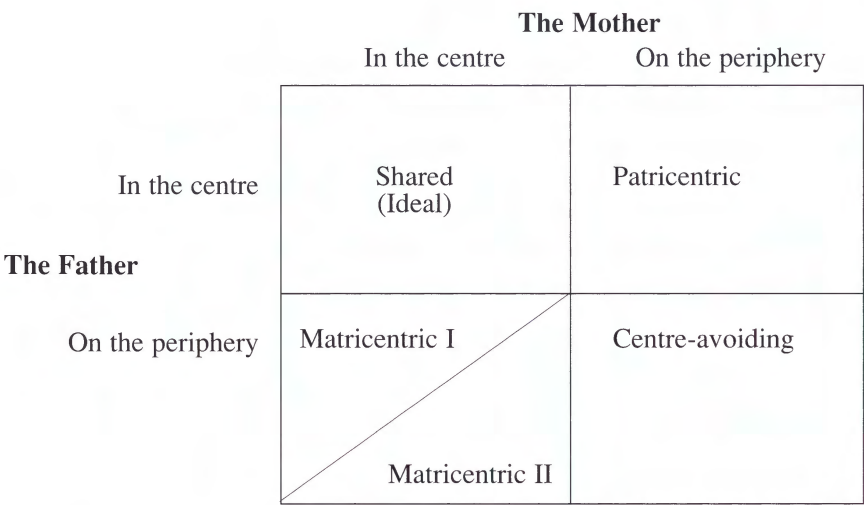 The Mother
In the centre On the periphery
In the centre
Shared
(Ideal)
Patricentric
The Father
On the periphery
Matricentric I
Centre-avoiding
Matricentric II